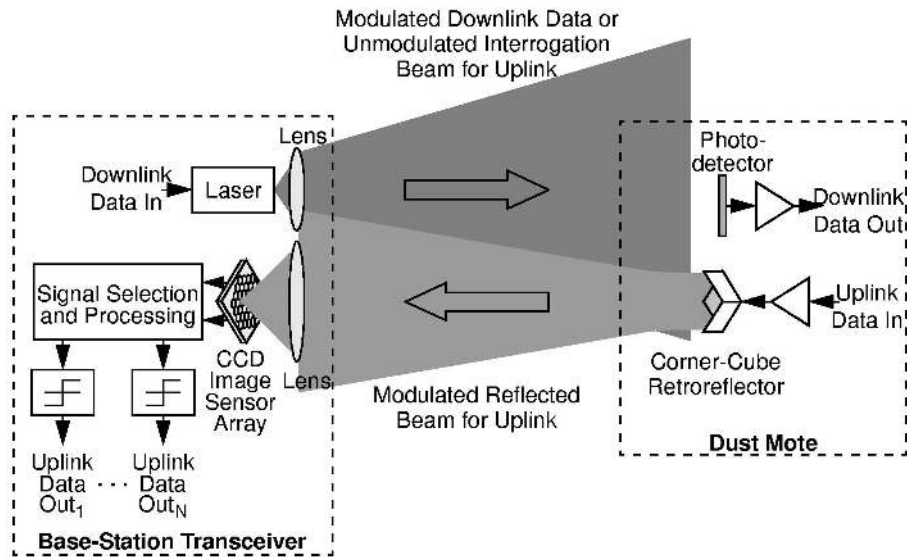 Modulated Downlink Data or
Unmodulated Interrogation
Beam for Uplink
Lens
Downlink
Data In
Laser
Photo-
detector
Downlink
Data Out
Signal Selection
and Processing
CCD
Image
Sensor
Array
Lens
Uplink
Data In
Corner-Cube
Retroreflector
Modulated Reflected
Beam for Uplink
Dust Mote
Uplink
Data
Out1
· · ·
Uplink
Data
OutN
Base-Station Transceiver